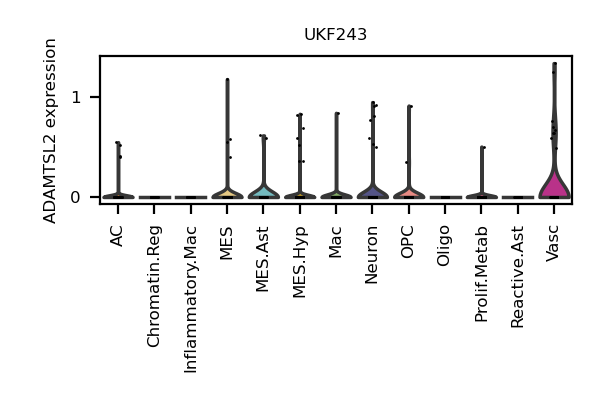 UKF243
ADAMTSL2 expression
1
0
AC
Chromatin.Reg
Inflammatory.Mac
MES
MES.Ast
MES.Hyp
Mac
Neuron
OPC
Oligo
Prolif.Metab
Reactive.Ast
Vasc